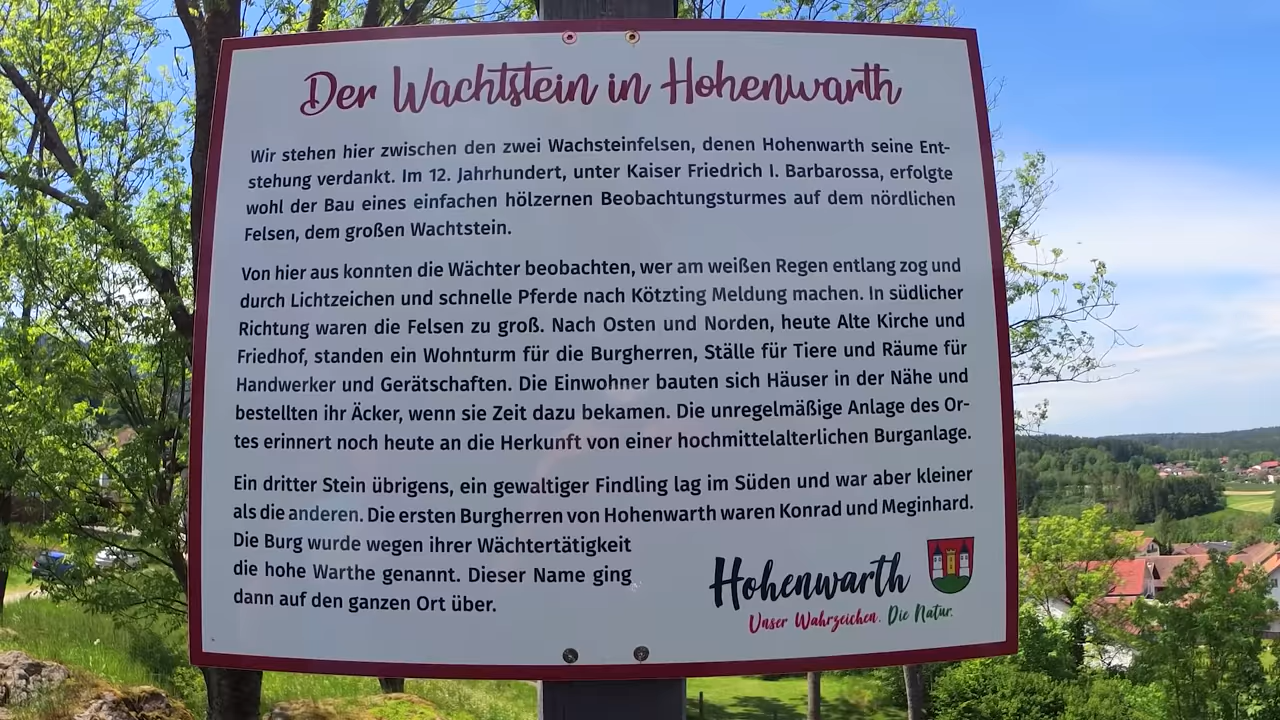 Der Wachtstein in Hohenwarth
Wir stehen hier zwischen den zwei Wachsteinfelsen, denen Hohenwarth seine Ent-
stehung verdankt. Im 12. Jahrhundert, unter Kaiser Friedrich I. Barbarossa, erfolgte
wohl der Bau eines einfachen hölzernen Beobachtungsturmes auf dem nördlichen
Felsen, dem großen Wachtstein.
Von hier aus konnten die Wächter beobachten, wer am weißen Regen entlang zog und
durch Lichtzeichen und schnelle Pferde nach Kötzting Meldung machen. In südlicher
Richtung waren die Felsen zu groß. Nach Osten und Norden, heute Alte Kirche und
Friedhof, standen ein Wohnturm für die Burgherren, Ställe für Tiere und Räume für
Handwerker und Gerätschaften. Die Einwohner bauten sich Häuser in der Nähe und
bestellten ihr Äcker, wenn sie Zeit dazu bekamen. Die unregelmäßige Anlage des Or-
tes erinnert noch heute an die Herkunft von einer hochmittelalterlichen Burganlage.
Ein dritter Stein übrigens, ein gewaltiger Findling lag im Süden und war aber kleiner
als die anderen. Die ersten Burgherren von Hohenwarth waren Konrad und Meginhard.
Die Burg wurde wegen ihrer Wächtertätigkeit
die hohe Warthe genannt. Dieser Name ging
dann auf den ganzen Ort über.
Hohenwarth
Unser Wahrzeichen. Die Natur.